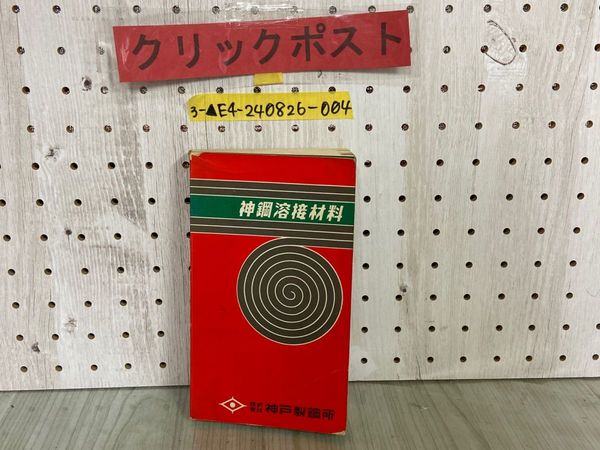 クリックポスト
3-▲E4-240826-004
神鋼溶接材料
株式会社 神戸製鋼所